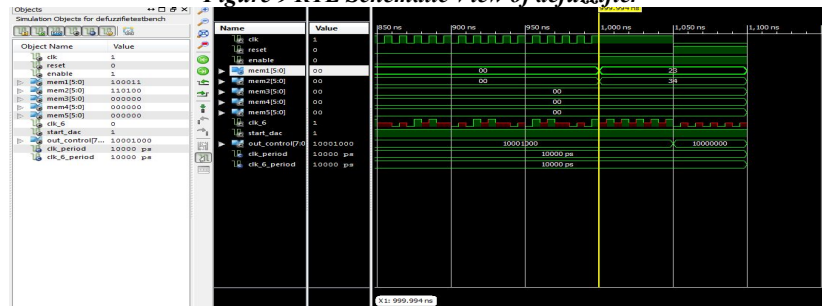 Figure 9 RTL Schematic View of defuzzifier
Objects
Simulation Objects for defuzzifietestbench
Object Name Value
clk 1
reset 0
enable 1
mem1[5:0] 100011
mem2[5:0] 110100
mem3[5:0] 000000
mem4[5:0] 000000
mem5[5:0] 000000
clk_6 0
start_dac 1
out_control[7... 10001000
clk_period 10000 ps
clk_6_period 10000 ps
Name Value
999.994 ns
850 ns 900 ns 950 ns 1,000 ns 1,050 ns 1,100 ns
clk 1
reset 0
enable 1
mem1[5:0] 00 00 23
mem2[5:0] 00 00 34
mem3[5:0] 00 00
mem4[5:0] 00 00
mem5[5:0] 00 00
clk_6 1
start_dac 1
out_control[7:0 10001000 10001000 10000000
clk_period 10000 ps 10000 ps
clk_6_period 10000 ps 10000 ps
X1: 999.994 ns